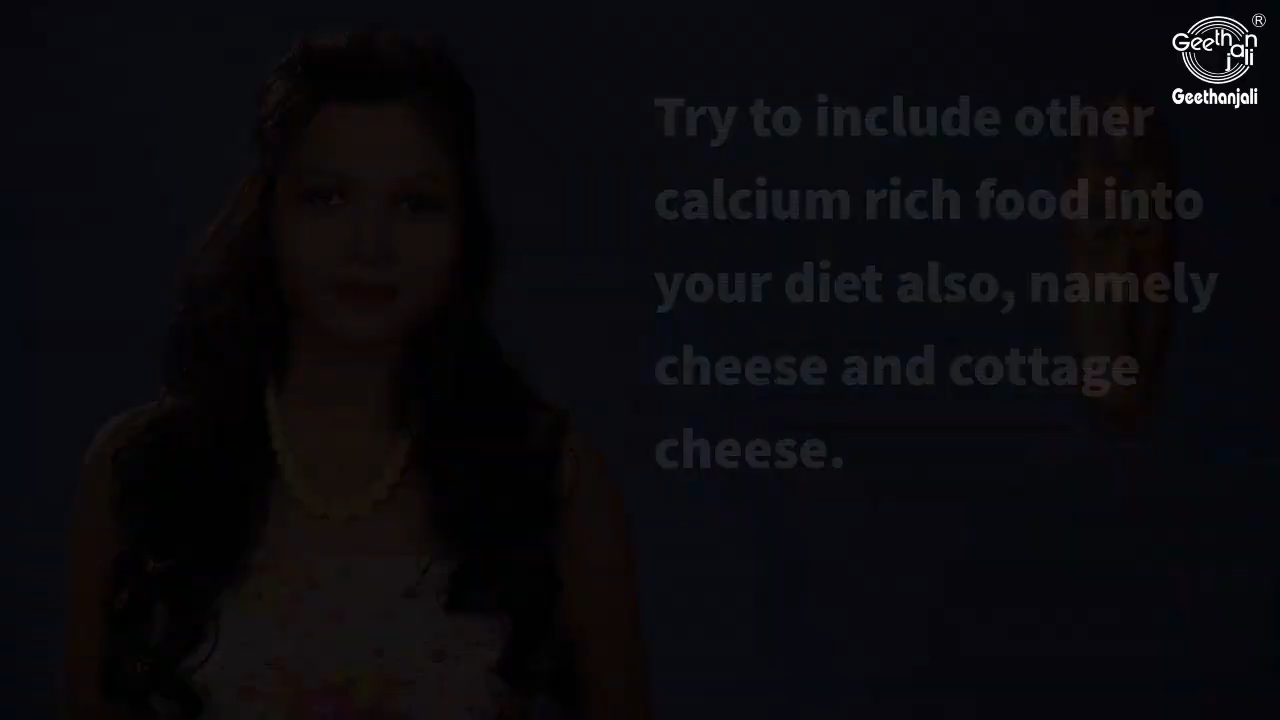 Geethanjali
®
Geethanjali
Try to include other
calcium rich food into
your diet also, namely
cheese and cottage
cheese.